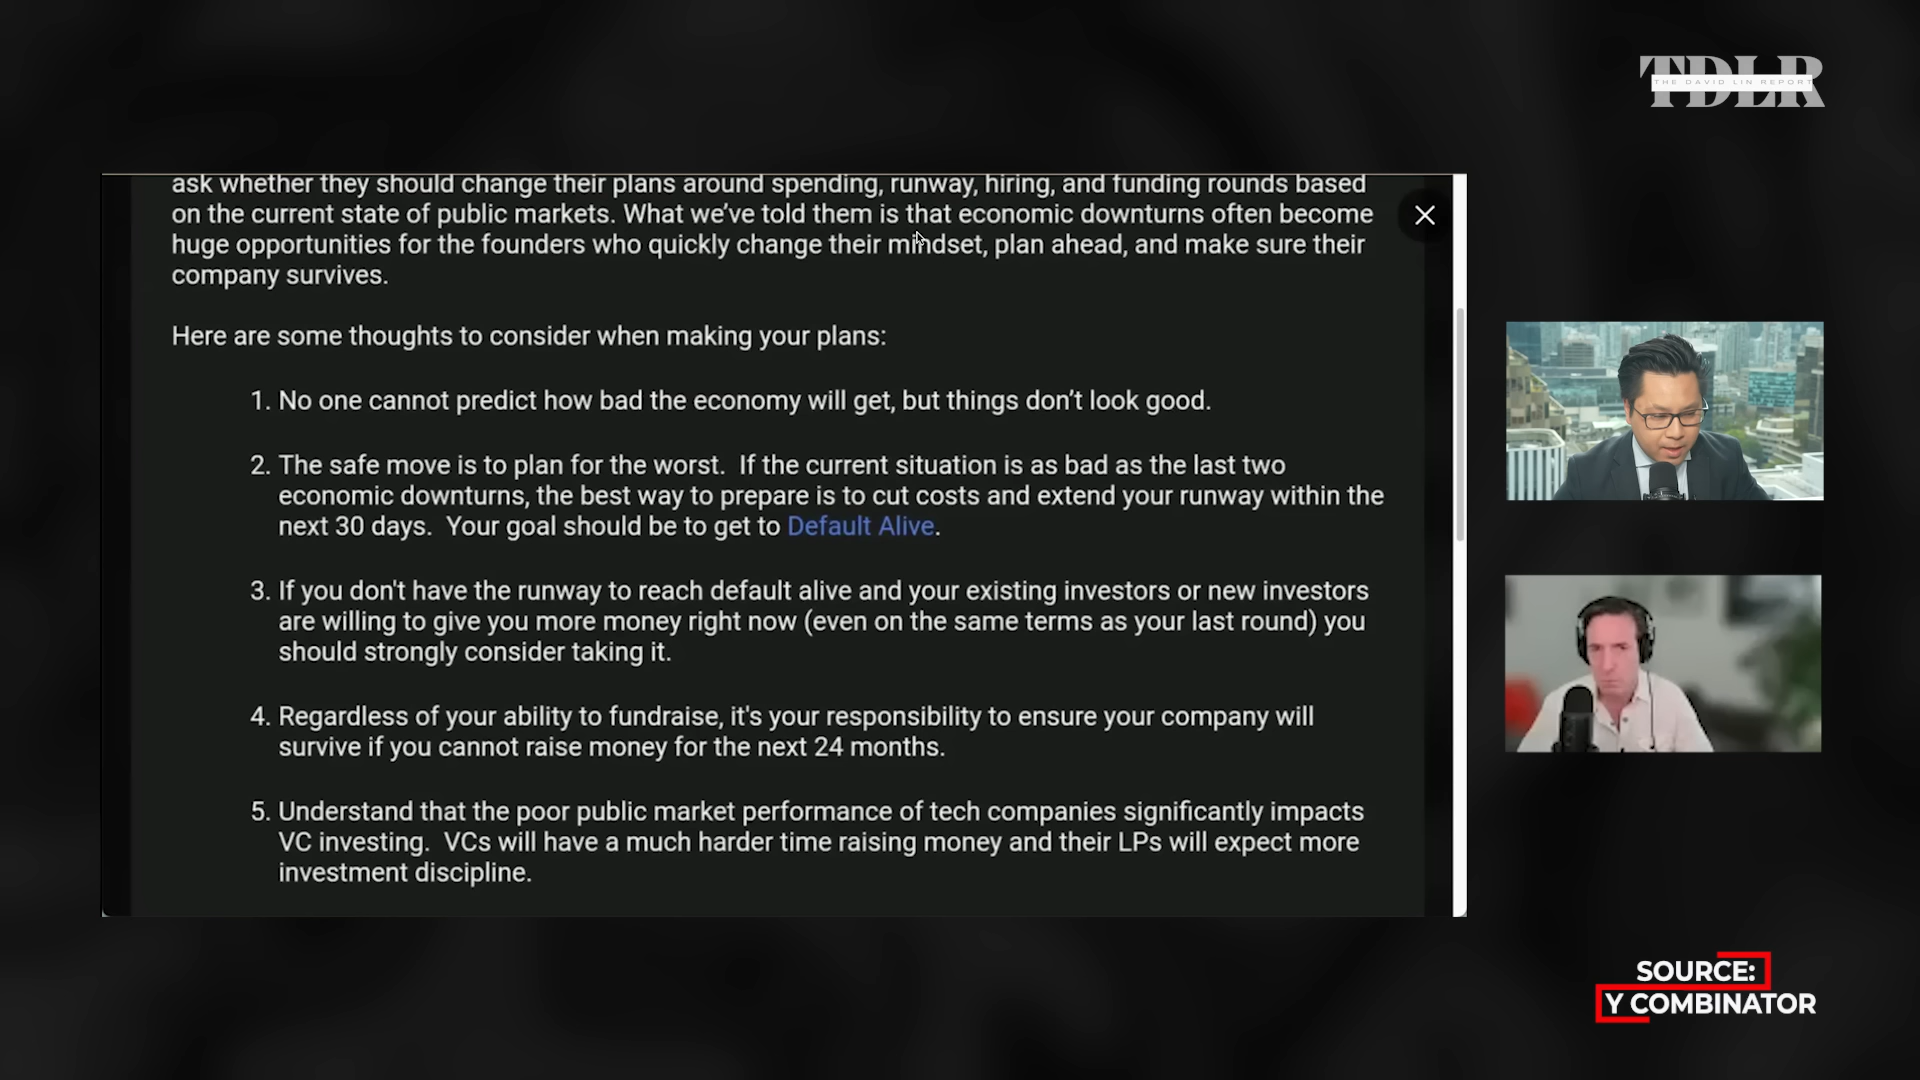 TDLR
THE DAVID LIN REPORT
ask whether they should change their plans around spending, runway, hiring, and funding rounds based
on the current state of public markets. What we’ve told them is that economic downturns often become
huge opportunities for the founders who quickly change their mindset, plan ahead, and make sure their
company survives.
Here are some thoughts to consider when making your plans:
1. No one cannot predict how bad the economy will get, but things don’t look good.
2. The safe move is to plan for the worst.  If the current situation is as bad as the last two
economic downturns, the best way to prepare is to cut costs and extend your runway within the
next 30 days.  Your goal should be to get to Default Alive.
3. If you don't have the runway to reach default alive and your existing investors or new investors
are willing to give you more money right now (even on the same terms as your last round) you
should strongly consider taking it.
4. Regardless of your ability to fundraise, it's your responsibility to ensure your company will
survive if you cannot raise money for the next 24 months.
5. Understand that the poor public market performance of tech companies significantly impacts
VC investing.  VCs will have a much harder time raising money and their LPs will expect more
investment discipline.
SOURCE:
Y COMBINATOR